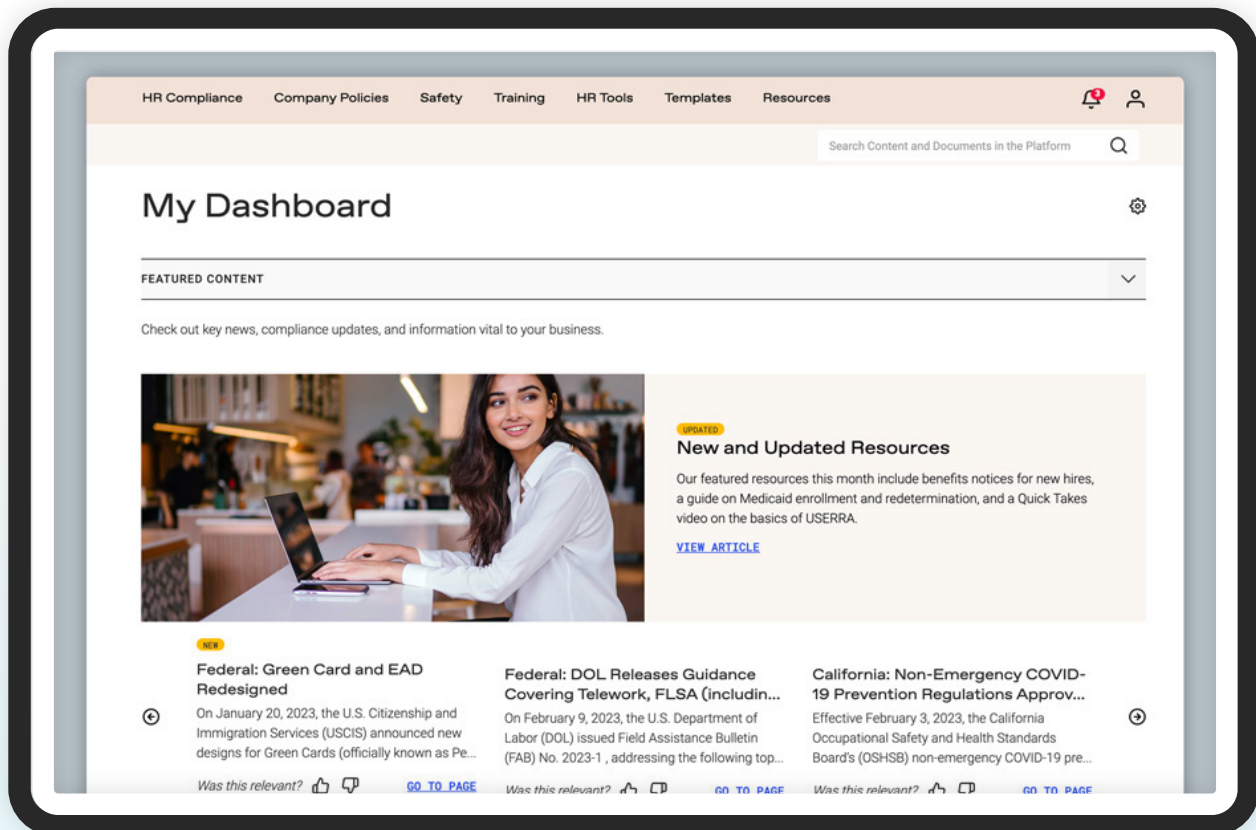 HR Compliance Company Policies Safety Training HR Tools Templates Resources
3
Search Content and Documents in the Platform
My Dashboard
FEATURED CONTENT
Check out key news, compliance updates, and information vital to your business.
UPDATED
New and Updated Resources
Our featured resources this month include benefits notices for new hires,
a guide on Medicaid enrollment and redetermination, and a Quick Takes
video on the basics of USERRA.
VIEW ARTICLE
NEW
Federal: Green Card and EAD
Redesigned
On January 20, 2023, the U.S. Citizenship and
Immigration Services (USCIS) announced new
designs for Green Cards (officially known as Pe...
Was this relevant? GO TO PAGE
Federal: DOL Releases Guidance
Covering Telework, FLSA (includin...
On February 9, 2023, the U.S. Department of
Labor (DOL) issued Field Assistance Bulletin
(FAB) No. 2023-1 , addressing the following top...
Was this relevant? GO TO PAGE
California: Non-Emergency COVID-
19 Prevention Regulations Approv...
Effective February 3, 2023, the California
Occupational Safety and Health Standards
Board's (OSHSB) non-emergency COVID-19 pre...
Was this relevant? GO TO PAGE